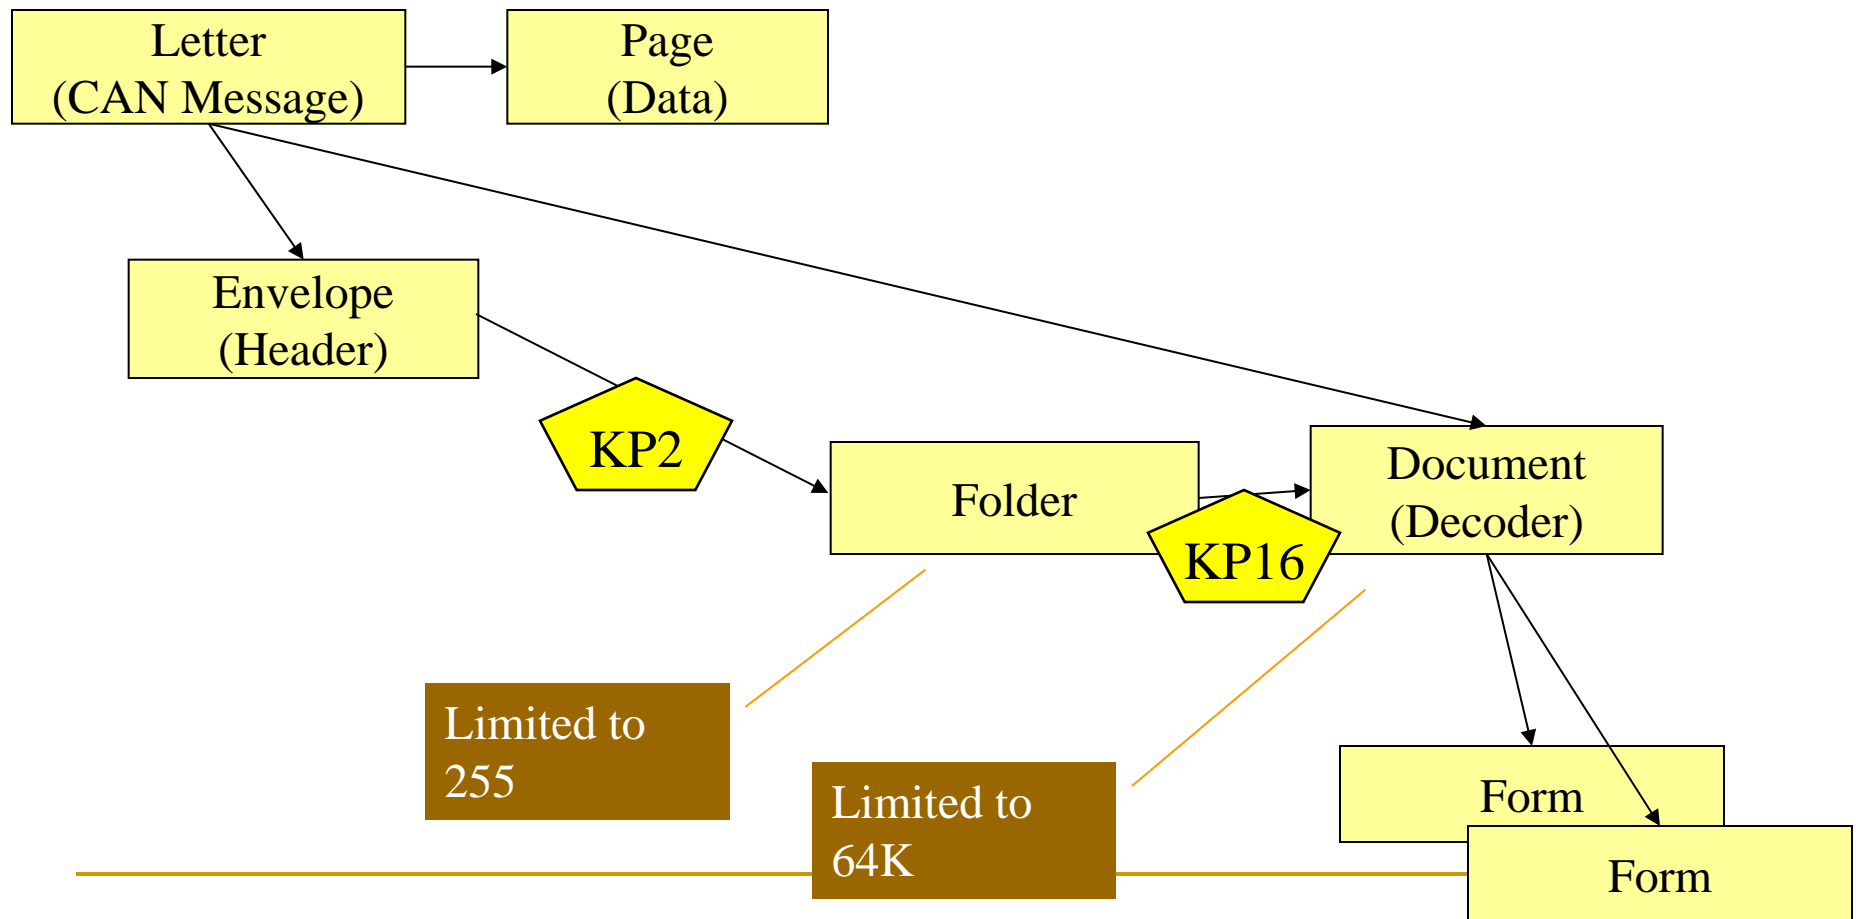 Letter
(CAN Message)
Page
(Data)
Envelope
(Header)
KP2
Folder
KP16
Document
(Decoder)
Limited to
255
Limited to
64K
Form
Form